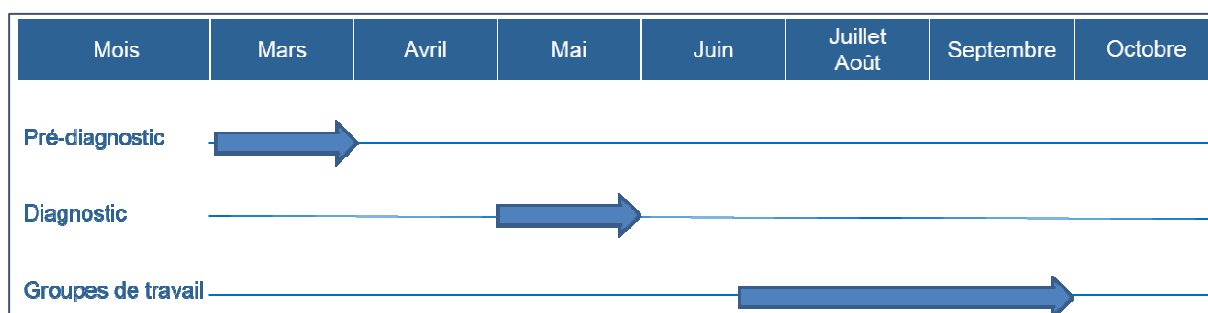 Mois Mars Avril Mai Juin Juillet Août Septembre Octobre
Pré-diagnostic
Diagnostic
Groupes de travail